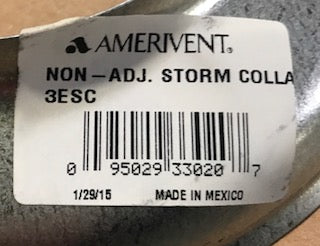 AMERIVENT®
NON-ADJ. STORM COLLA
3ESC
0 95029 33020 7
1/29/15 MADE IN MEXICO